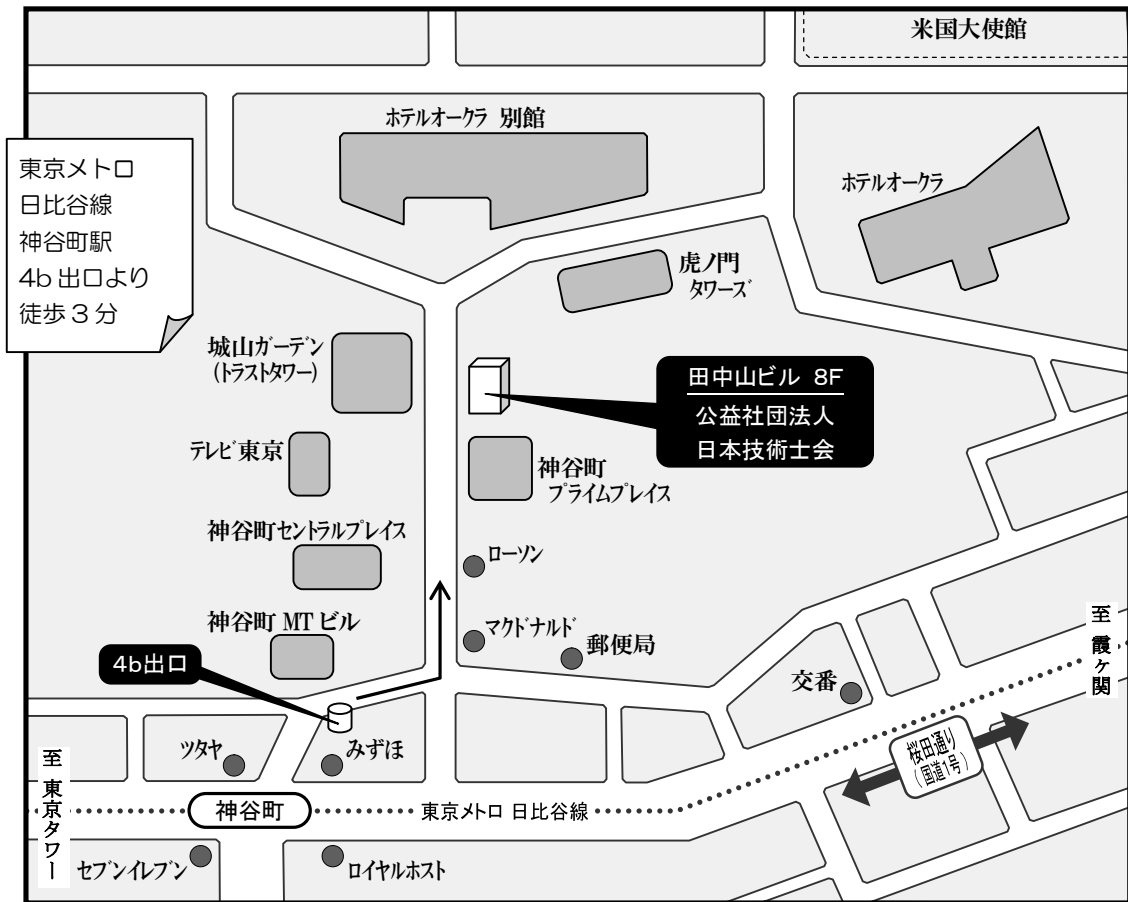 米国大使館
ホテルオークラ 別館
東京メトロ
日比谷線
神谷町駅
4b 出口より
徒歩 3 分
ホテルオークラ
虎ノ門
タワーズ
城山ガーデン
(トラストタワー)
田中山ビル 8F
公益社団法人
日本技術士会
テレビ東京
神谷町
プライムプレイス
神谷町セントラルプレイス
ローソン
神谷町 MT ビル
マクドナルド
郵便局
至 霞ヶ関
4b出口
交番
ツタヤ
みずほ
桜田通り
(国道1号)
至 東京タワー
神谷町
東京メトロ 日比谷線
セブンイレブン
ロイヤルホスト